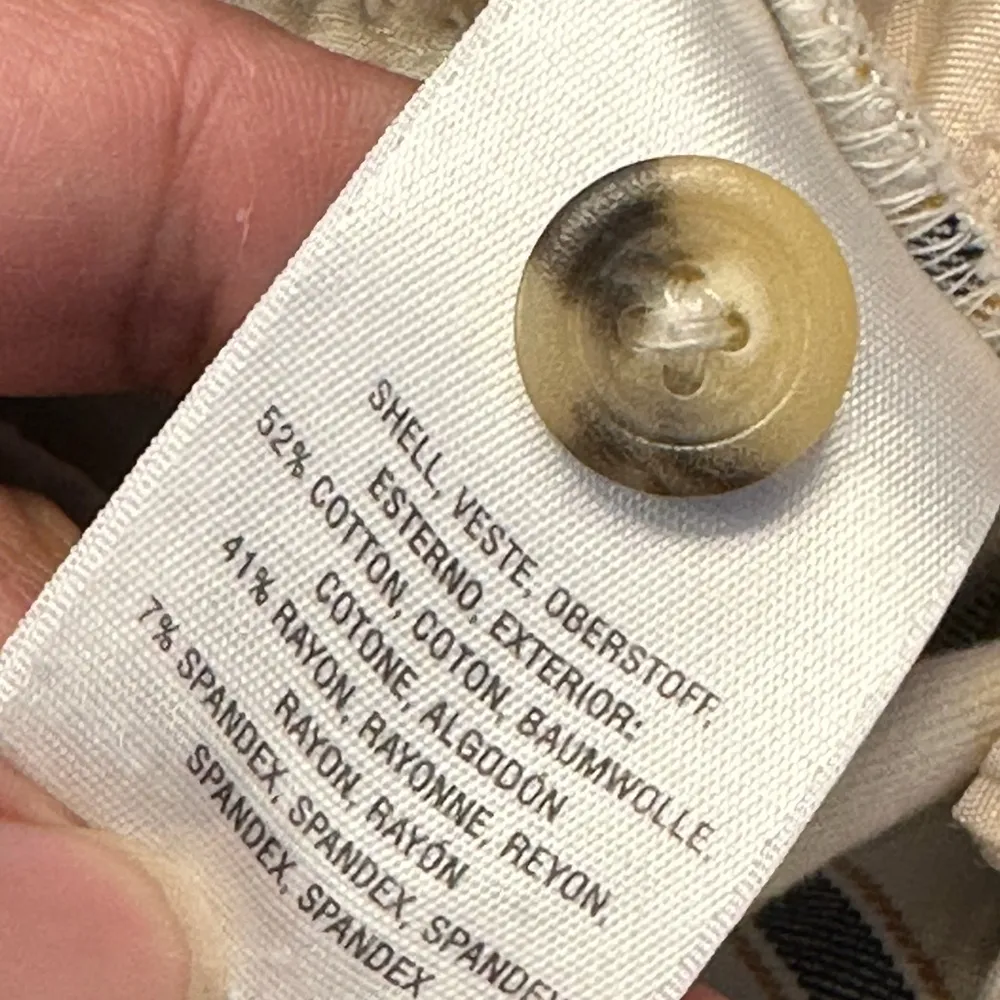 SHELL, VESTE, OBERSTOFF,
ESTERNO, EXTERIOR:
52% COTTON, COTON, BAUMWOLLE,
COTONE, ALGODÓN
41% RAYON, RAYONNE, REYON,
RAYON, RAYÓN
7% SPANDEX, SPANDEX, SPANDEX
SPANDEX, SPANDEX